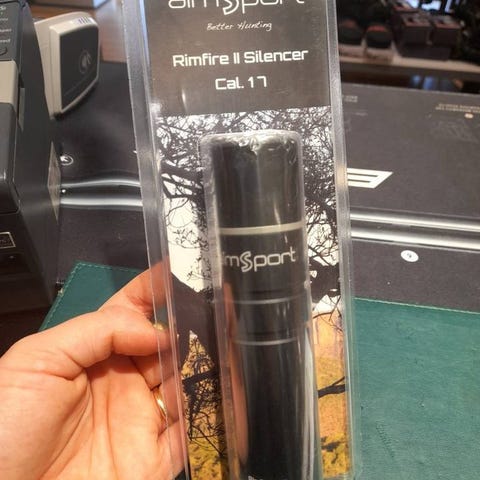 aimSport
Better Hunting
Rimfire II Silencer
Cal. 17
aimSport